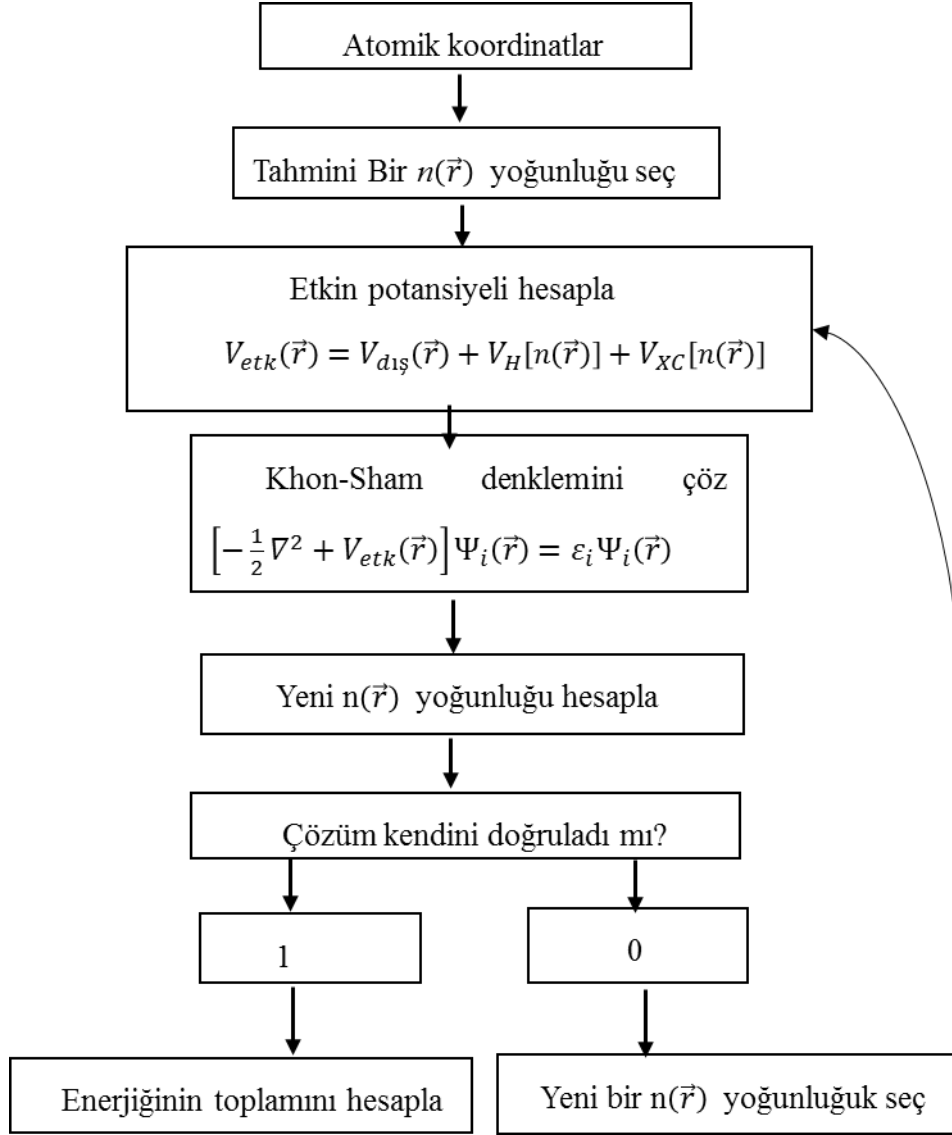 Atomik koordinatlar
Tahmini Bir n(r⃗) yoğunluğu seç
Etkin potansiyeli hesapla
V_etk(r⃗) = V_dış(r⃗) + V_H[n(r⃗)] + V_XC[n(r⃗)]
Khon-Sham denklemini çöz
[−½∇² + V_etk(r⃗)]Ψ_i(r⃗) = ε_iΨ_i(r⃗)
Yeni n(r⃗) yoğunluğu hesapla
Çözüm kendini doğruladı mı?
1
0
Enerjiğinin toplamını hesapla
Yeni bir n(r⃗) yoğunluğuk seç